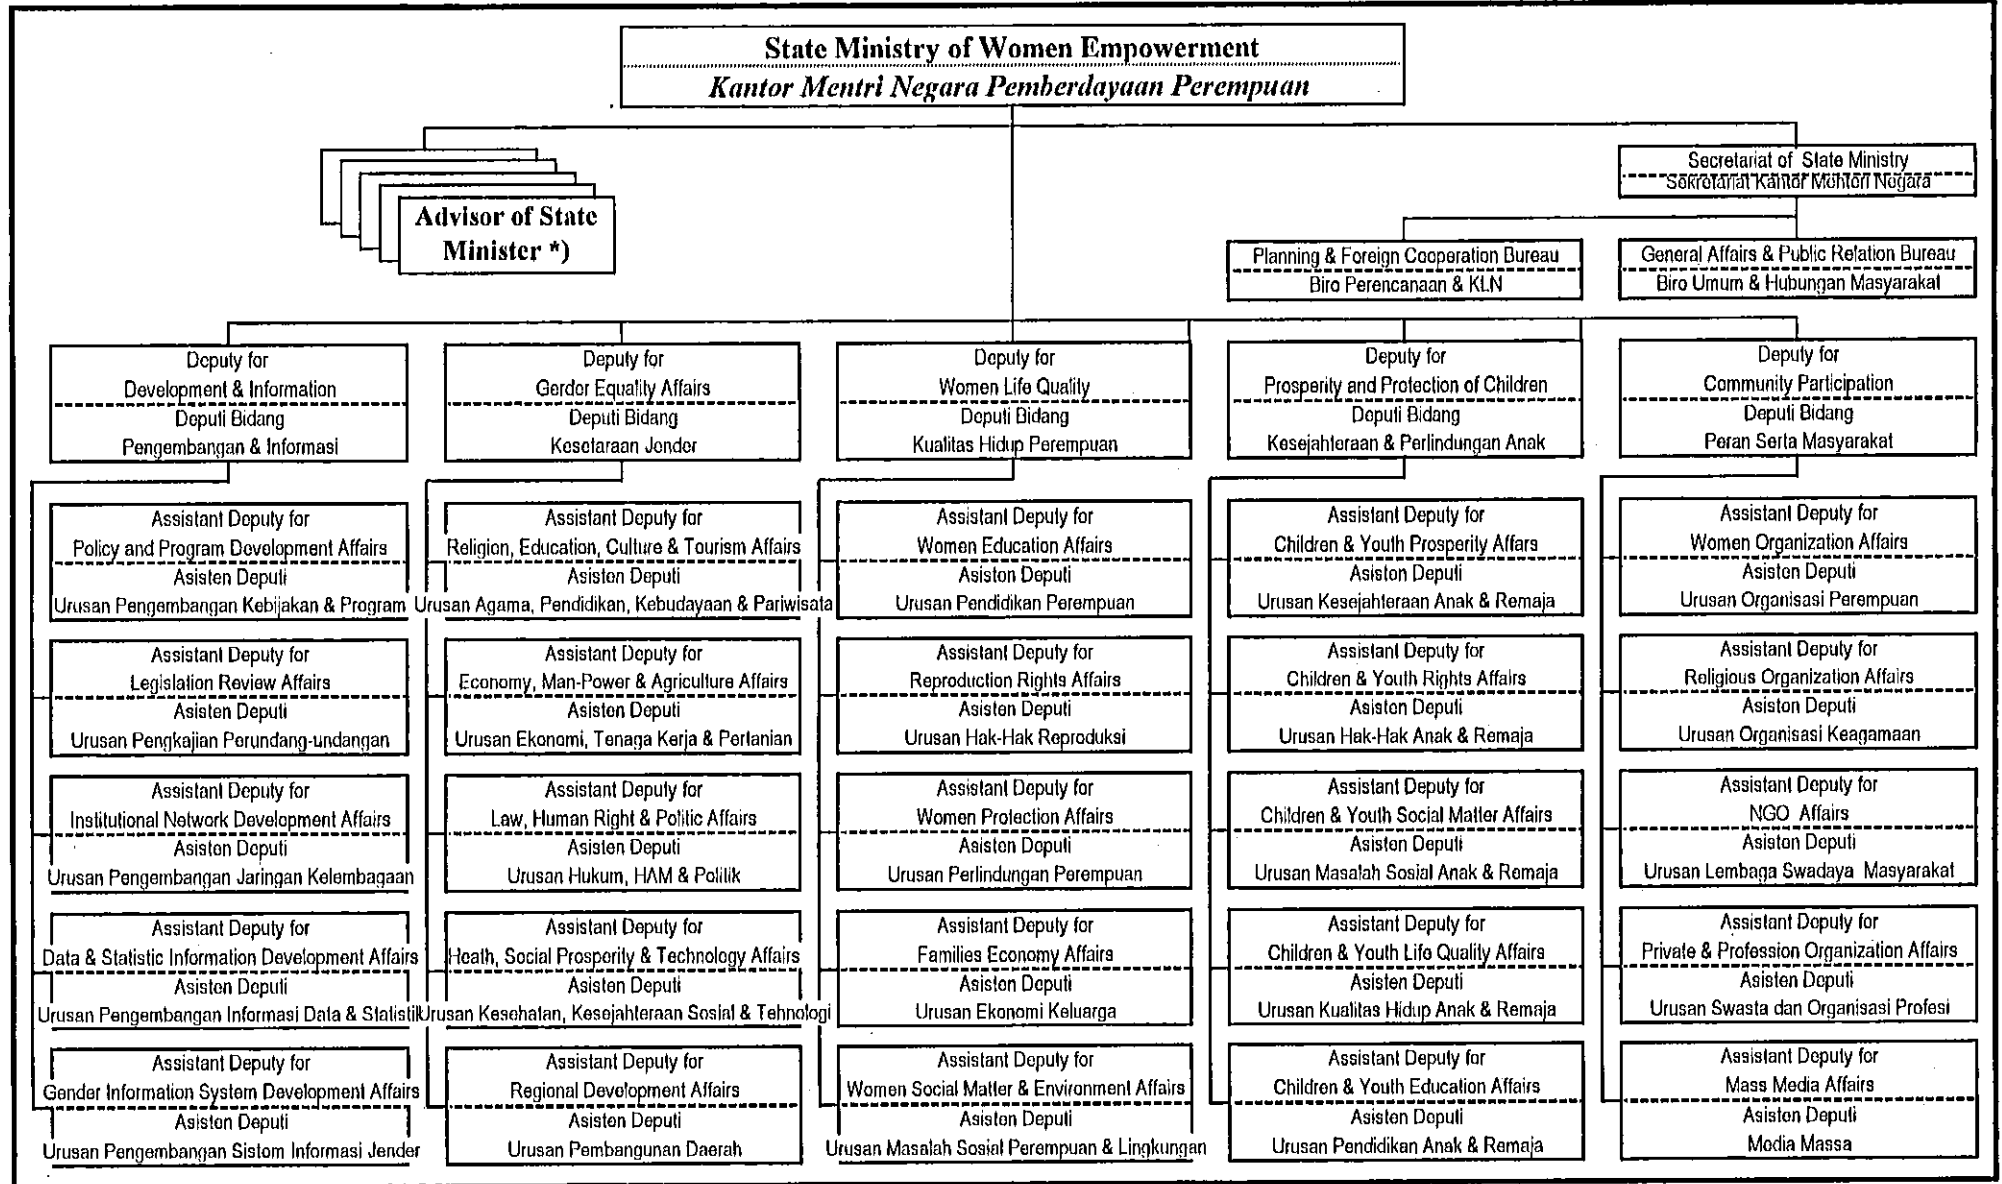 State Ministry of Women Empowerment
Kantor Mentri Negara Pemberdayaan Perempuan
Advisor of State
Minister *)
Secretariat of State Ministry
Sekretariat Kantor Menteri Negara
Planning & Foreign Cooperation Bureau
Biro Perencanaan & KLN
General Affairs & Public Relation Bureau
Biro Umum & Hubungan Masyarakat
Deputy for
Development & Information
Deputi Bidang
Pengembangan & Informasi
Deputy for
Gerder Equality Affairs
Deputi Bidang
Kesetaraan Jender
Deputy for
Women Life Quality
Deputi Bidang
Kualitas Hidup Perempuan
Deputy for
Prosperity and Protection of Children
Deputi Bidang
Kesejahteraan & Perlindungan Anak
Deputy for
Community Participation
Deputi Bidang
Peran Serta Masyarakat
Assistant Deputy for
Policy and Program Development Affairs
Asisten Deputi
Urusan Pengembangan Kebijakan & Program
Assistant Deputy for
Religion, Education, Culture & Tourism Affairs
Asisten Deputi
Urusan Agama, Pendidikan, Kebudayaan & Pariwisata
Assistant Deputy for
Women Education Affairs
Asisten Deputi
Urusan Pendidikan Perempuan
Assistant Deputy for
Children & Youth Prosperity Affars
Asisten Deputi
Urusan Kesejahteraan Anak & Remaja
Assistant Deputy for
Women Organization Affairs
Asisten Deputi
Urusan Organisasi Perempuan
Assistant Deputy for
Legislation Review Affairs
Asisten Deputi
Urusan Pengkajian Perundang-undangan
Assistant Deputy for
Economy, Man-Power & Agriculture Affairs
Asisten Deputi
Urusan Ekonomi, Tenaga Kerja & Pertanian
Assistant Deputy for
Reproduction Rights Affairs
Asisten Deputi
Urusan Hak-Hak Reproduksi
Assistant Deputy for
Children & Youth Rights Affairs
Asisten Deputi
Urusan Hak-Hak Anak & Remaja
Assistant Deputy for
Religious Organization Affairs
Asisten Deputi
Urusan Organisasi Keagamaan
Assistant Deputy for
Institutional Network Development Affairs
Asisten Deputi
Urusan Pengembangan Jaringan Kelembagaan
Assistant Deputy for
Law, Human Right & Politic Affairs
Asisten Deputi
Urusan Hukum, HAM & Politik
Assistant Deputy for
Women Protection Affairs
Asisten Deputi
Urusan Perlindungan Perempuan
Assistant Deputy for
Children & Youth Social Matter Affairs
Asisten Deputi
Urusan Masalah Sosial Anak & Remaja
Assistant Deputy for
NGO Affairs
Asisten Deputi
Urusan Lembaga Swadaya Masyarakat
Assistant Deputy for
Data & Statistic Information Development Affairs
Asisten Deputi
Urusan Pengembangan Informasi Data & Statistik
Assistant Deputy for
Heath, Social Prosperity & Technology Affairs
Asisten Deputi
Urusan Kesehatan, Kesejahteraan Sosial & Tehnologi
Assistant Deputy for
Families Economy Affairs
Asisten Deputi
Urusan Ekonomi Keluarga
Assistant Deputy for
Children & Youth Life Quality Affairs
Asisten Deputi
Urusan Kualitas Hidup Anak & Remaja
Assistant Deputy for
Private & Profession Organization Affairs
Asisten Deputi
Urusan Swasta dan Organisasi Profesi
Assistant Deputy for
Gender Information System Development Affairs
Asisten Deputi
Urusan Pengembangan Sistom Informasi Jender
Assistant Deputy for
Regional Development Affairs
Asisten Deputi
Urusan Pembangunan Daerah
Assistant Deputy for
Women Social Matter & Environment Affairs
Asisten Deputi
Urusan Masalah Sosial Perempuan & Lingkungan
Assistant Deputy for
Children & Youth Education Affairs
Asisten Deputi
Urusan Pendidikan Anak & Remaja
Assistant Deputy for
Mass Media Affairs
Asisten Deputi
Media Massa